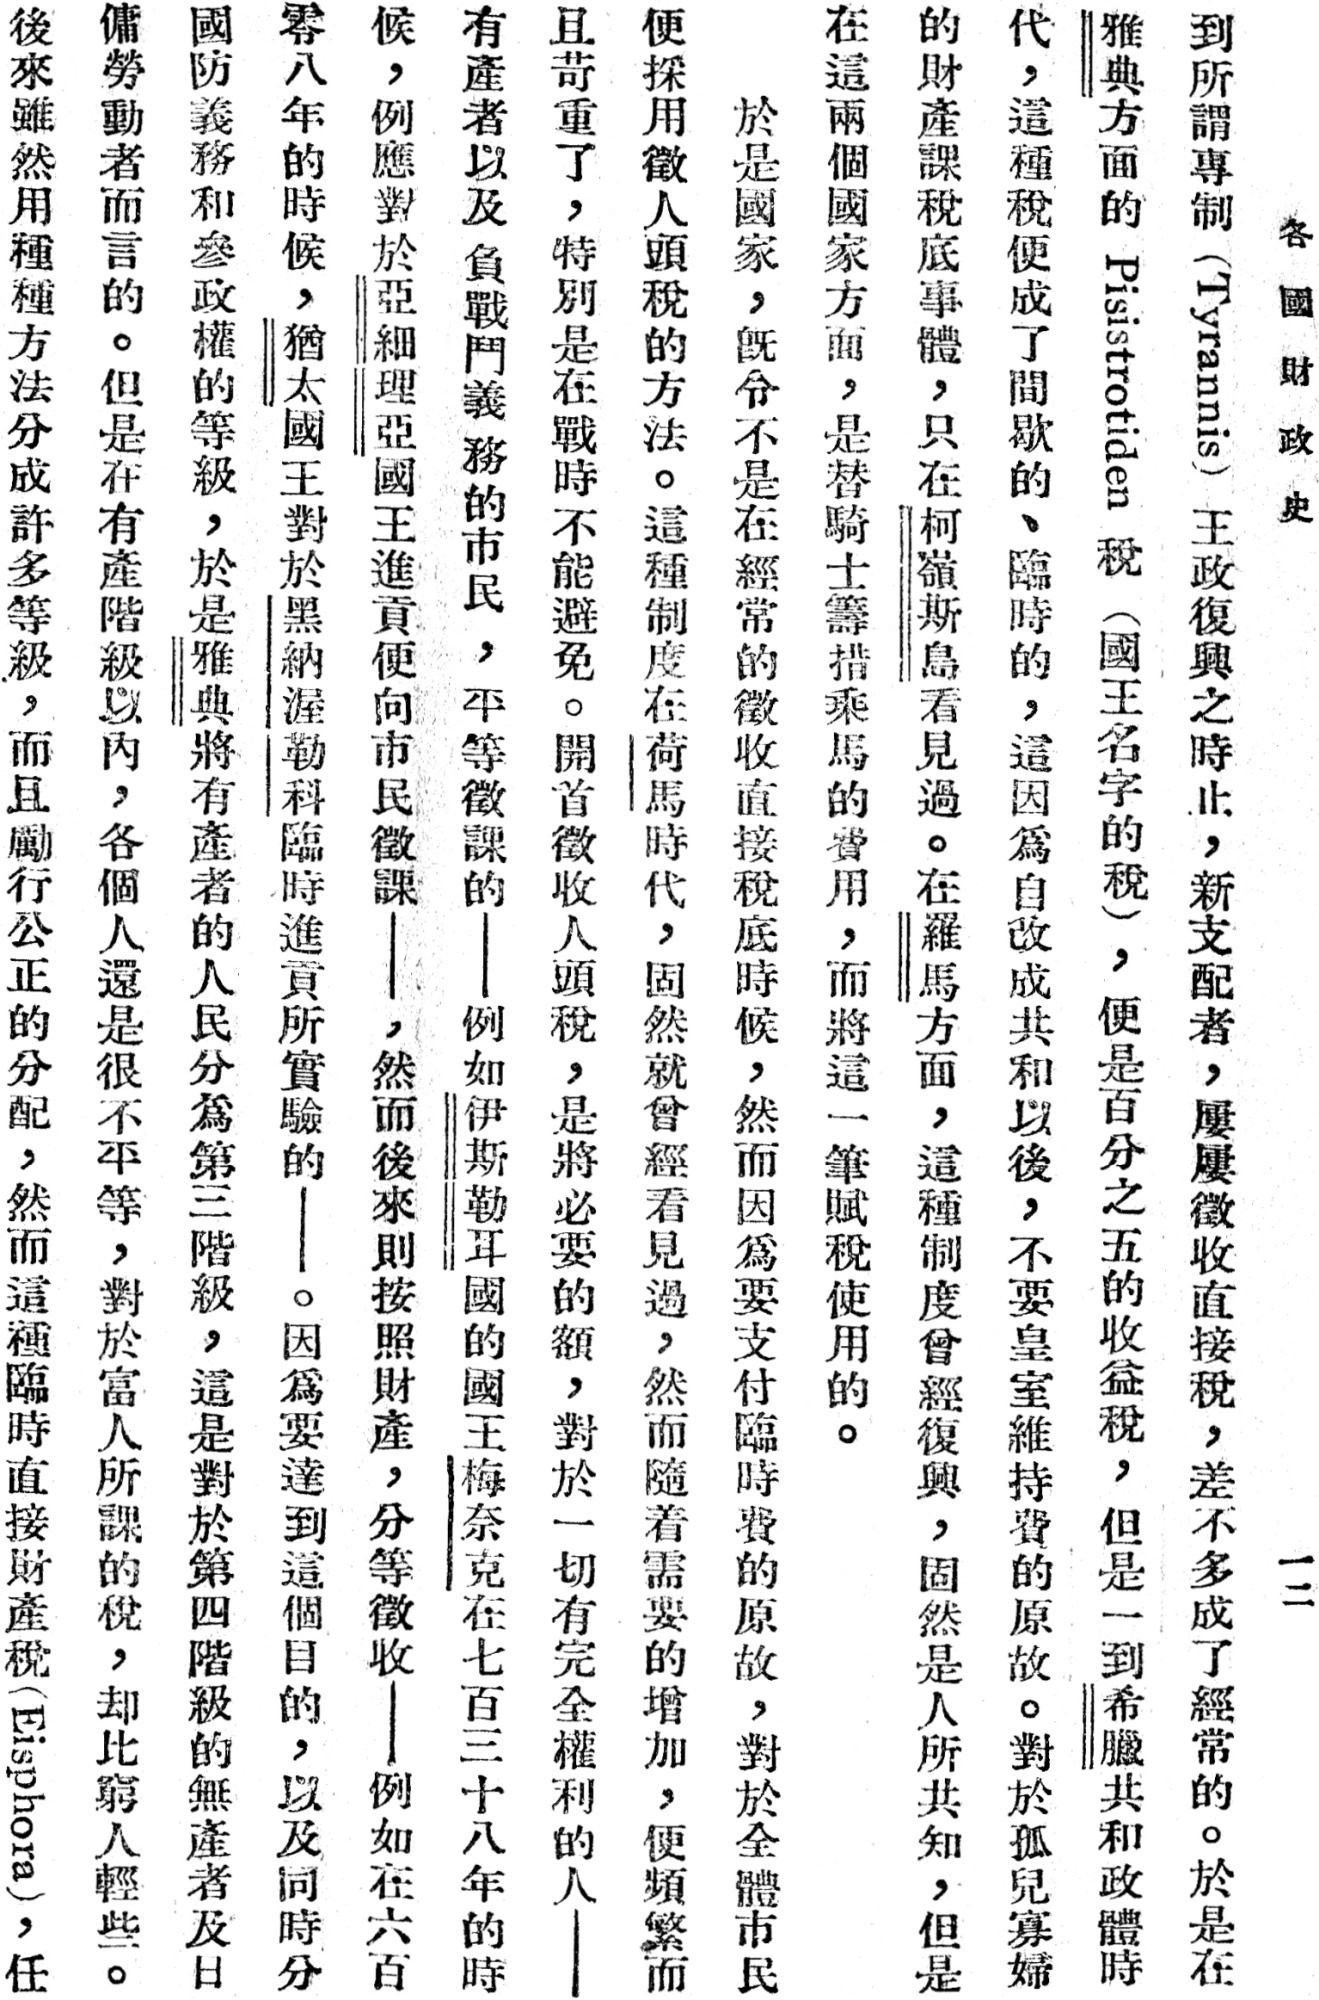 各國財政史
一二
到所謂專制(Tyrannis)王政復興之時止，新支配者，屢屢徵收直接稅，差不多成了經常的。於是在
雅典方面的 Pisistrotiden 稅（國王名字的稅），便是百分之五的收益稅，但是一到希臘共和政體時
代，這種稅便成了間歇的、臨時的，這因爲自改成共和以後，不要皇室維持費的原故。對於孤兒寡婦
的財產課稅底事體，只在柯嶺斯島看見過。在羅馬方面，這種制度曾經復興，固然是人所共知，但是
在這兩個國家方面，是替騎士籌措乘馬的費用，而將這一筆賦稅使用的。
於是國家，旣令不是在經常的徵收直接稅底時候，然而因爲要支付臨時費的原故，對於全體市民
便採用徵人頭稅的方法。這種制度在荷馬時代，固然就曾經看見過，然而隨着需要的增加，便頻繁而
且苛重了，特別是在戰時不能避免。開首徵收人頭稅，是將必要的額，對於一切有完全權利的人——
有產者以及負戰鬥義務的市民，平等徵課的——例如伊斯勒耳國的國王梅奈克在七百三十八年的時
候，例應對於亞細理亞國王進貢便向市民徵課——，然而後來則按照財產，分等徵收——例如在六百
零八年的時候，猶太國王對於黑納渥勒科臨時進貢所實驗的——。因爲要達到這個目的，以及同時分
國防義務和參政權的等級，於是雅典將有產者的人民分爲第三階級，這是對於第四階級的無產者及日
傭勞動者而言的。但是在有產階級以內，各個人還是很不平等，對於富人所課的稅，却比窮人輕些。
後來雖然用種種方法分成許多等級，而且勵行公正的分配，然而這種臨時直接財產稅(Eisphora)，任